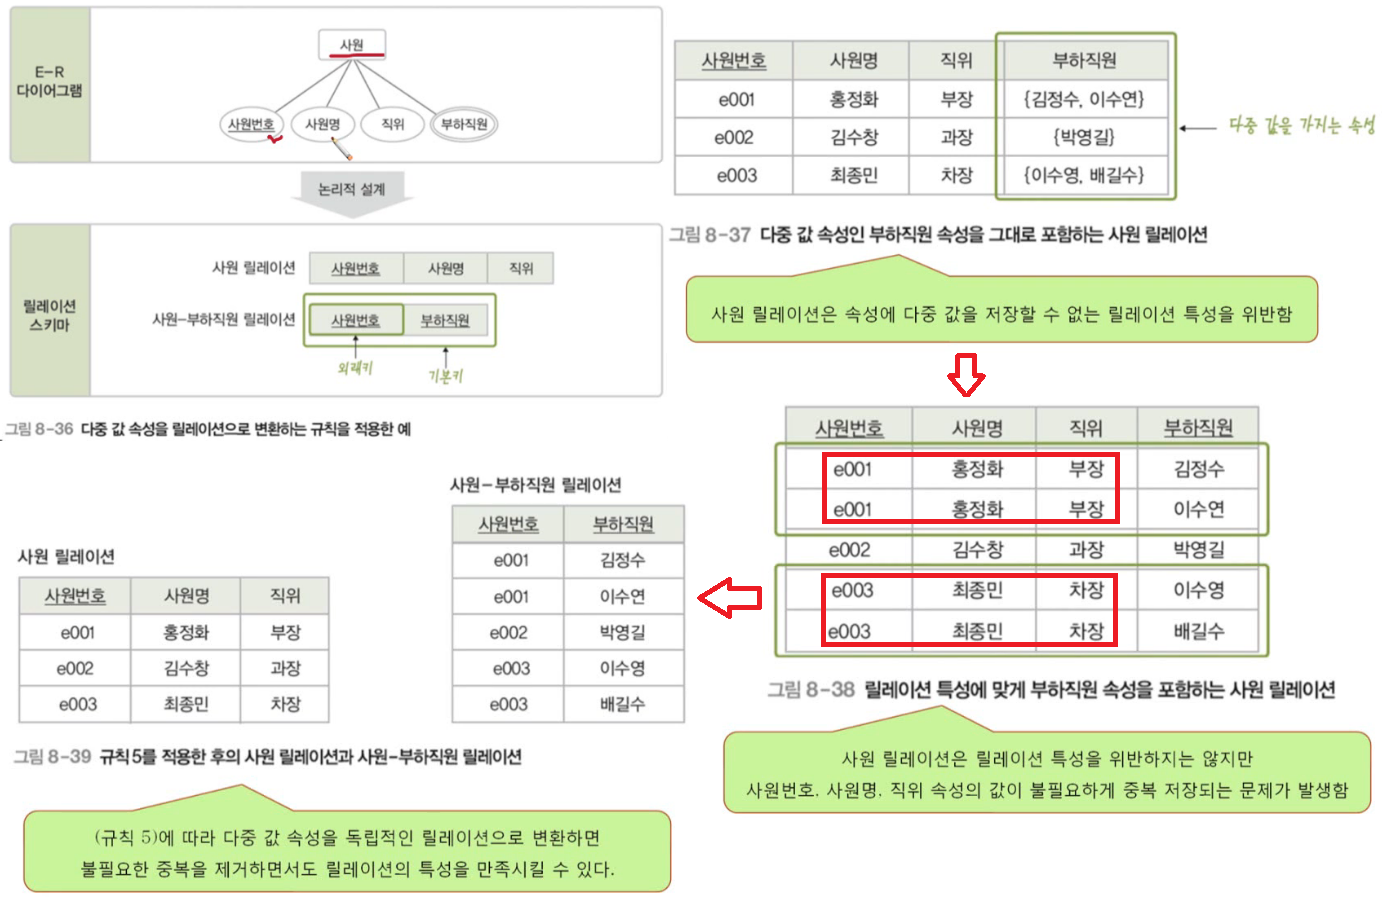 E-R
다이어그램
사원
사원번호 사원명 직위 부하직원
논리적 설계
릴레이션
스키마
사원 릴레이션 사원번호 사원명 직위
사원-부하직원 릴레이션 사원번호 부하직원
외래키
기본키
그림 8-36 다중 값 속성을 릴레이션으로 변환하는 규칙을 적용한 예
사원번호 사원명 직위 부하직원
e001 홍정화 부장 {김정수, 이수연}
e002 김수창 과장 {박영길}
e003 최종민 차장 {이수영, 배길수}
다중 값을 가지는 속성
그림 8-37 다중 값 속성인 부하직원 속성을 그대로 포함하는 사원 릴레이션
사원 릴레이션은 속성에 다중 값을 저장할 수 없는 릴레이션 특성을 위반함
사원번호 사원명 직위 부하직원
e001 홍정화 부장 김정수
e001 홍정화 부장 이수연
e002 김수창 과장 박영길
e003 최종민 차장 이수영
e003 최종민 차장 배길수
그림 8-38 릴레이션 특성에 맞게 부하직원 속성을 포함하는 사원 릴레이션
사원 릴레이션은 릴레이션 특성을 위반하지는 않지만
사원번호. 사원명. 직위 속성의 값이 불필요하게 중복 저장되는 문제가 발생함
사원 릴레이션
사원번호 사원명 직위
e001 홍정화 부장
e002 김수창 과장
e003 최종민 차장
사원-부하직원 릴레이션
사원번호 부하직원
e001 김정수
e001 이수연
e002 박영길
e003 이수영
e003 배길수
그림 8-39 규칙 5를 적용한 후의 사원 릴레이션과 사원-부하직원 릴레이션
(규칙 5)에 따라 다중 값 속성을 독립적인 릴레이션으로 변환하면
불필요한 중복을 제거하면서도 릴레이션의 특성을 만족시킬 수 있다.